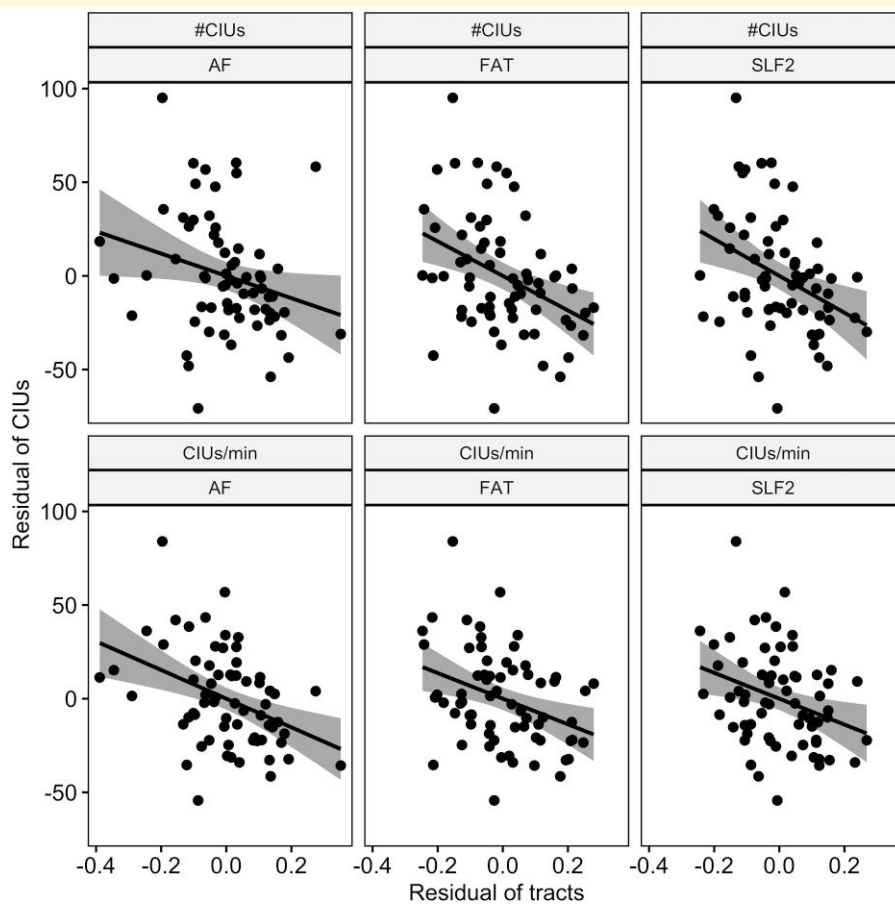 #CIUs #CIUs #CIUs
AF FAT SLF2
100
50
0
-50
Residual of CIUs
CIUs/min CIUs/min CIUs/min
AF FAT SLF2
100
50
0
-50
-0.4 -0.2 0.0 0.2 -0.4 -0.2 0.0 0.2 -0.4 -0.2 0.0 0.2
Residual of tracts